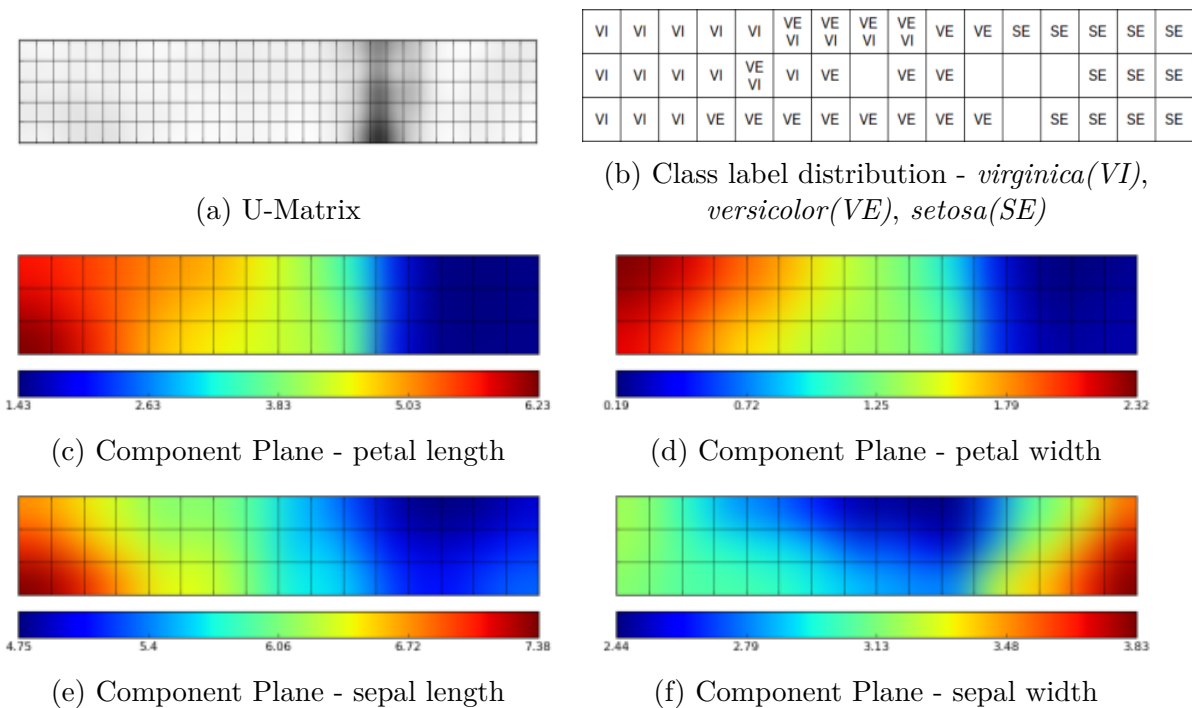 VE VE VE VE
VI VI VI VI VI VE VE SE SE SE SE SE
VI VI VI VI
VE
VI VI VI VI VI VE VE VE SE SE SE
VI
VI VI VI VE VE VE VE VE VE VE VE SE SE SE SE
(a) U-Matrix
(b) Class label distribution - virginica(VI),
versicolor(VE), setosa(SE)
1.43 2.63 3.83 5.03 6.23
(c) Component Plane - petal length
0.19 0.72 1.25 1.79 2.32
(d) Component Plane - petal width
4.75 5.4 6.06 6.72 7.38
(e) Component Plane - sepal length
2.44 2.79 3.13 3.48 3.83
(f) Component Plane - sepal width